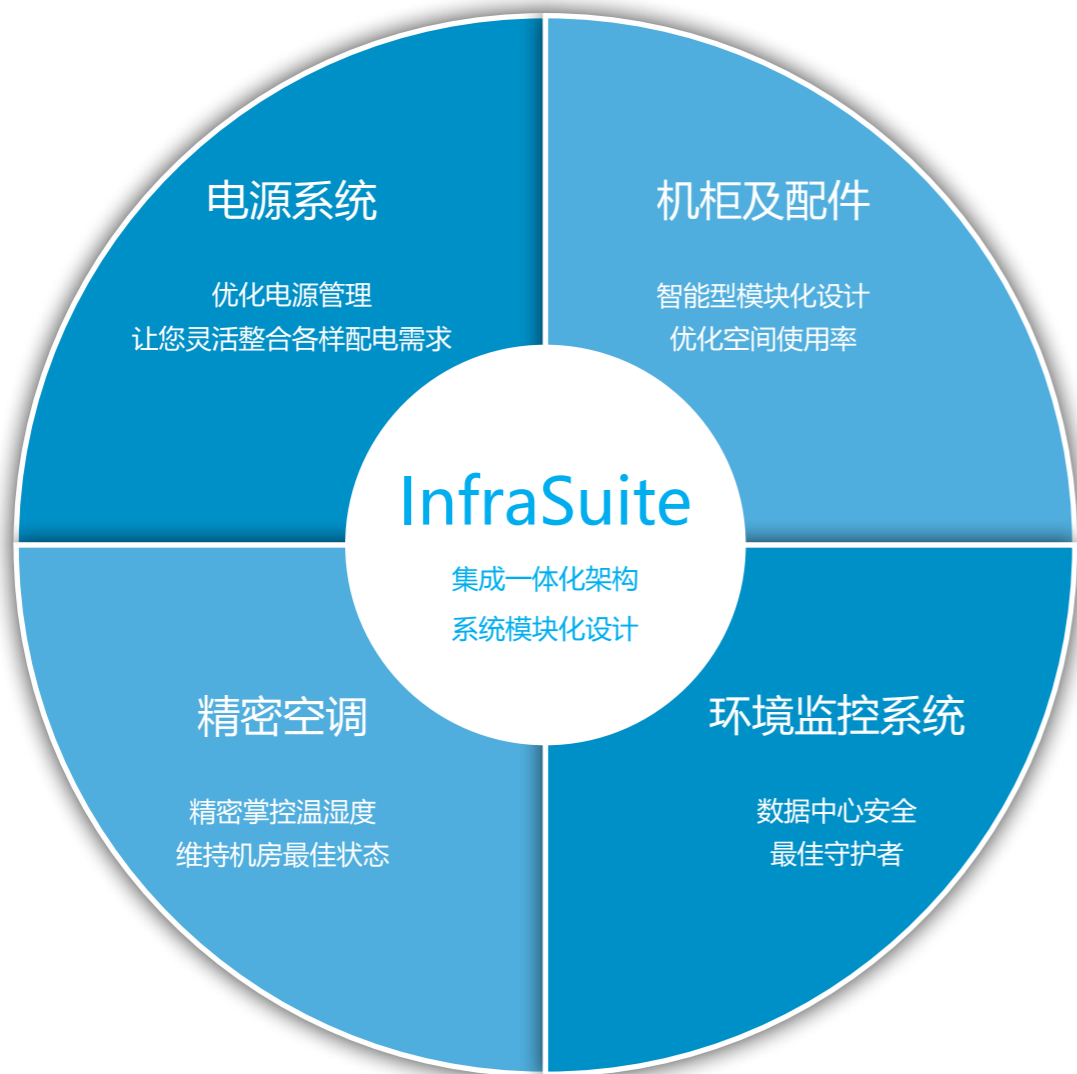 电源系统
优化电源管理
让您灵活整合各样配电需求
机柜及配件
智能型模块化设计
优化空间使用率
InfraSuite
集成一体化架构
系统模块化设计
精密空调
精密掌控温湿度
维持机房最佳状态
环境监控系统
数据中心安全
最佳守护者